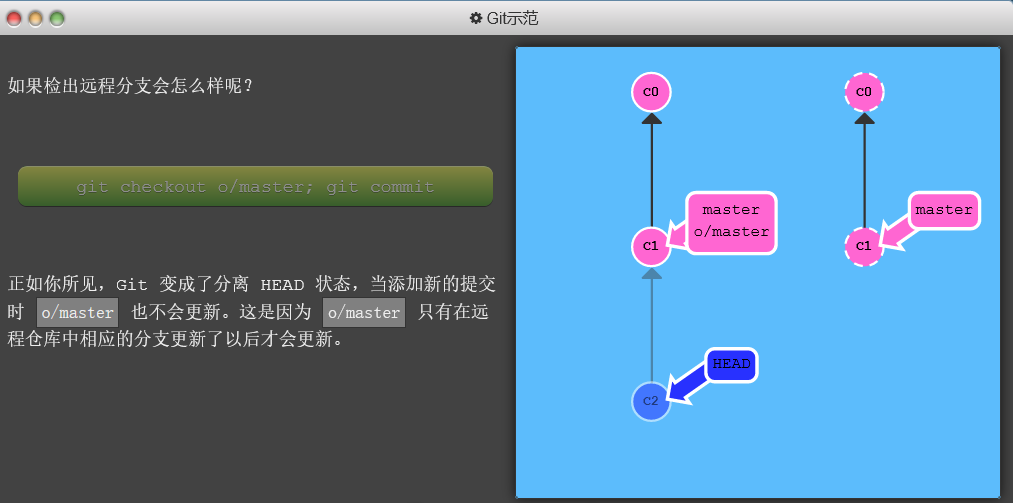 Git示范
如果检出远程分支会怎么样呢?
git checkout o/master; git commit
正如你所见，Git 变成了分离 HEAD 状态，当添加新的提交
时 o/master 也不会更新。这是因为 o/master 只有在远
程仓库中相应的分支更新了以后才会更新。
c0
c0
master
o/master
master
c1
c1
HEAD
c2